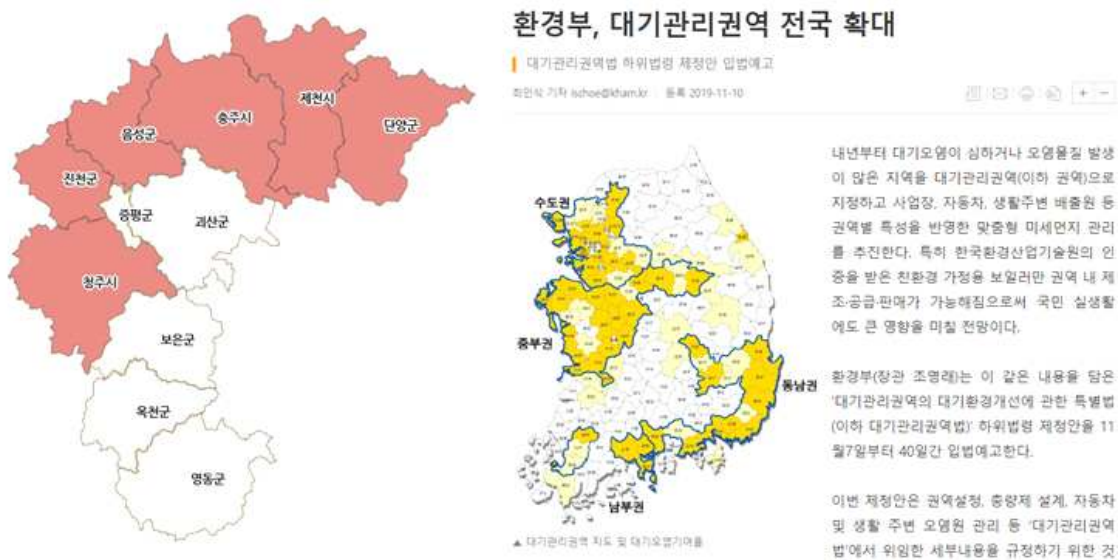 제천시
충주시
단양군
음성군
진천군
증평군
괴산군
청주시
보은군
옥천군
영동군
환경부, 대기관리권역 전국 확대
대기관리권역법 하위법령 제정안 입법예고
최인식 기자 ischoe@kharn.kr 등록 2019-11-10
+ -
수도권
중부권
동남권
남부권
▲ 대기관리권역 지도 및 대기오염기여율.
내년부터 대기오염이 심하거나 오염물질 발생
이 많은 지역을 대기관리권역(이하 권역)으로
지정하고 사업장, 자동차, 생활주변 배출원 등
권역별 특성을 반영한 맞춤형 미세먼지 관리
를 추진한다. 특히 한국환경산업기술원의 인
증을 받은 친환경 가정용 보일러만 권역 내 제
조·공급·판매가 가능해짐으로써 국민 실생활
에도 큰 영향을 미칠 전망이다.
환경부(장관 조명래)는 이 같은 내용을 담은
‘대기관리권역의 대기환경개선에 관한 특별법
(이하 대기관리권역법)’ 하위법령 제정안을 11
월7일부터 40일간 입법예고한다.
이번 제정안은 권역설정, 총량제 설계, 자동차
및 생활 주변 오염원 관리 등 ‘대기관리권역
법’에서 위임한 세부내용을 규정하기 위한 것